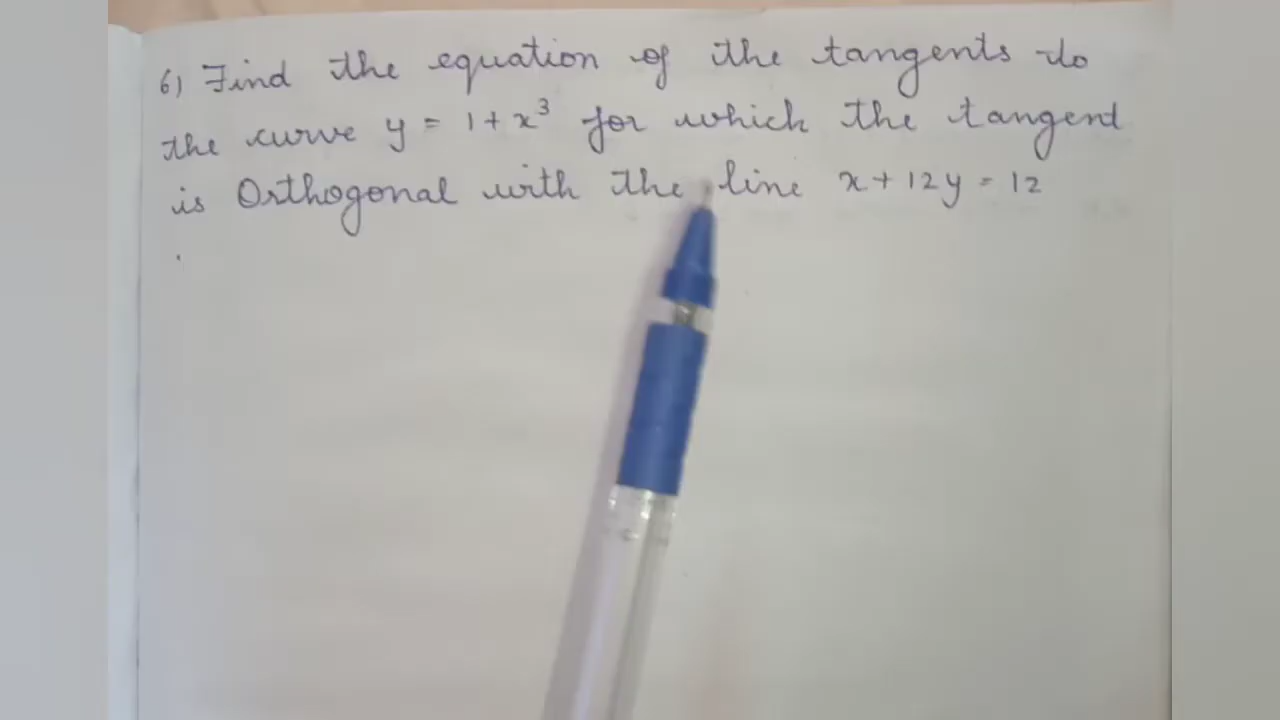 6) Find the equation of the tangents to
the curve y = 1 + x³ for which the tangent
is Orthogonal with the line x + 12y = 12